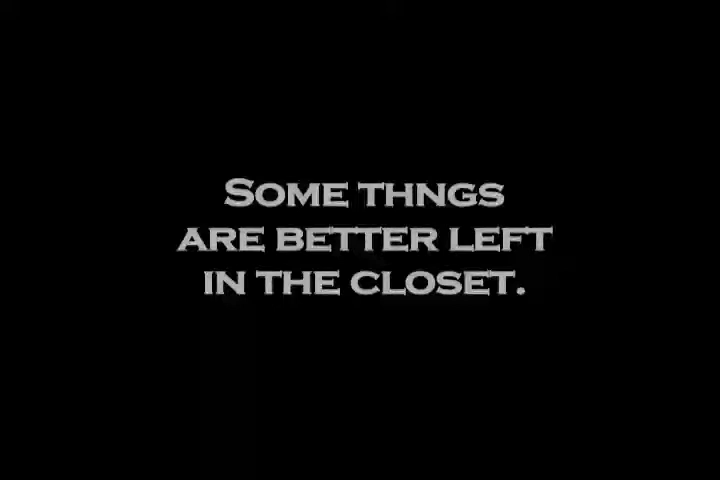 SOME THNGS
ARE BETTER LEFT
IN THE CLOSET.